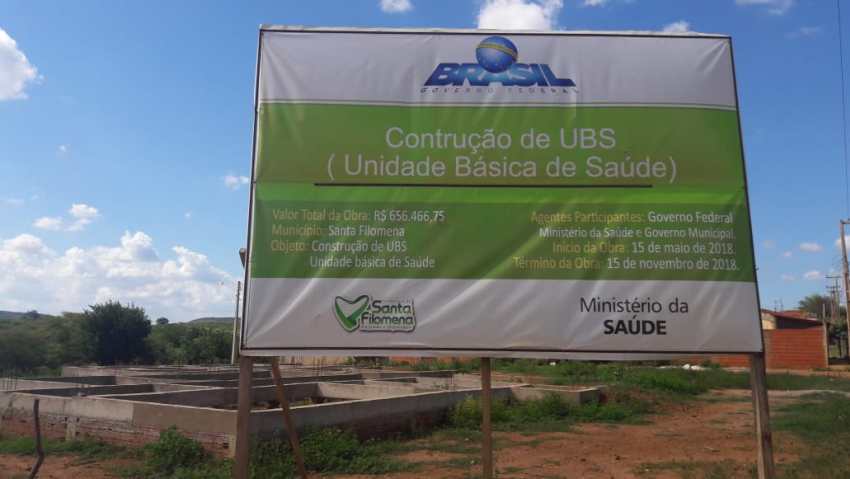 BRASIL
GOVERNO FEDERAL
Contrução de UBS
( Unidade Básica de Saúde)
Valor Total da Obra: R$ 656.466,75
Município: Santa Filomena
Objeto: Construção de UBS
Unidade básica de Saúde
Agentes Participantes: Governo Federal
Ministério da Saúde e Governo Municipal.
Início da Obra: 15 de maio de 2018.
Término da Obra: 15 de novembro de 2018.
Santa
Filomena
Ministério da
SAÚDE